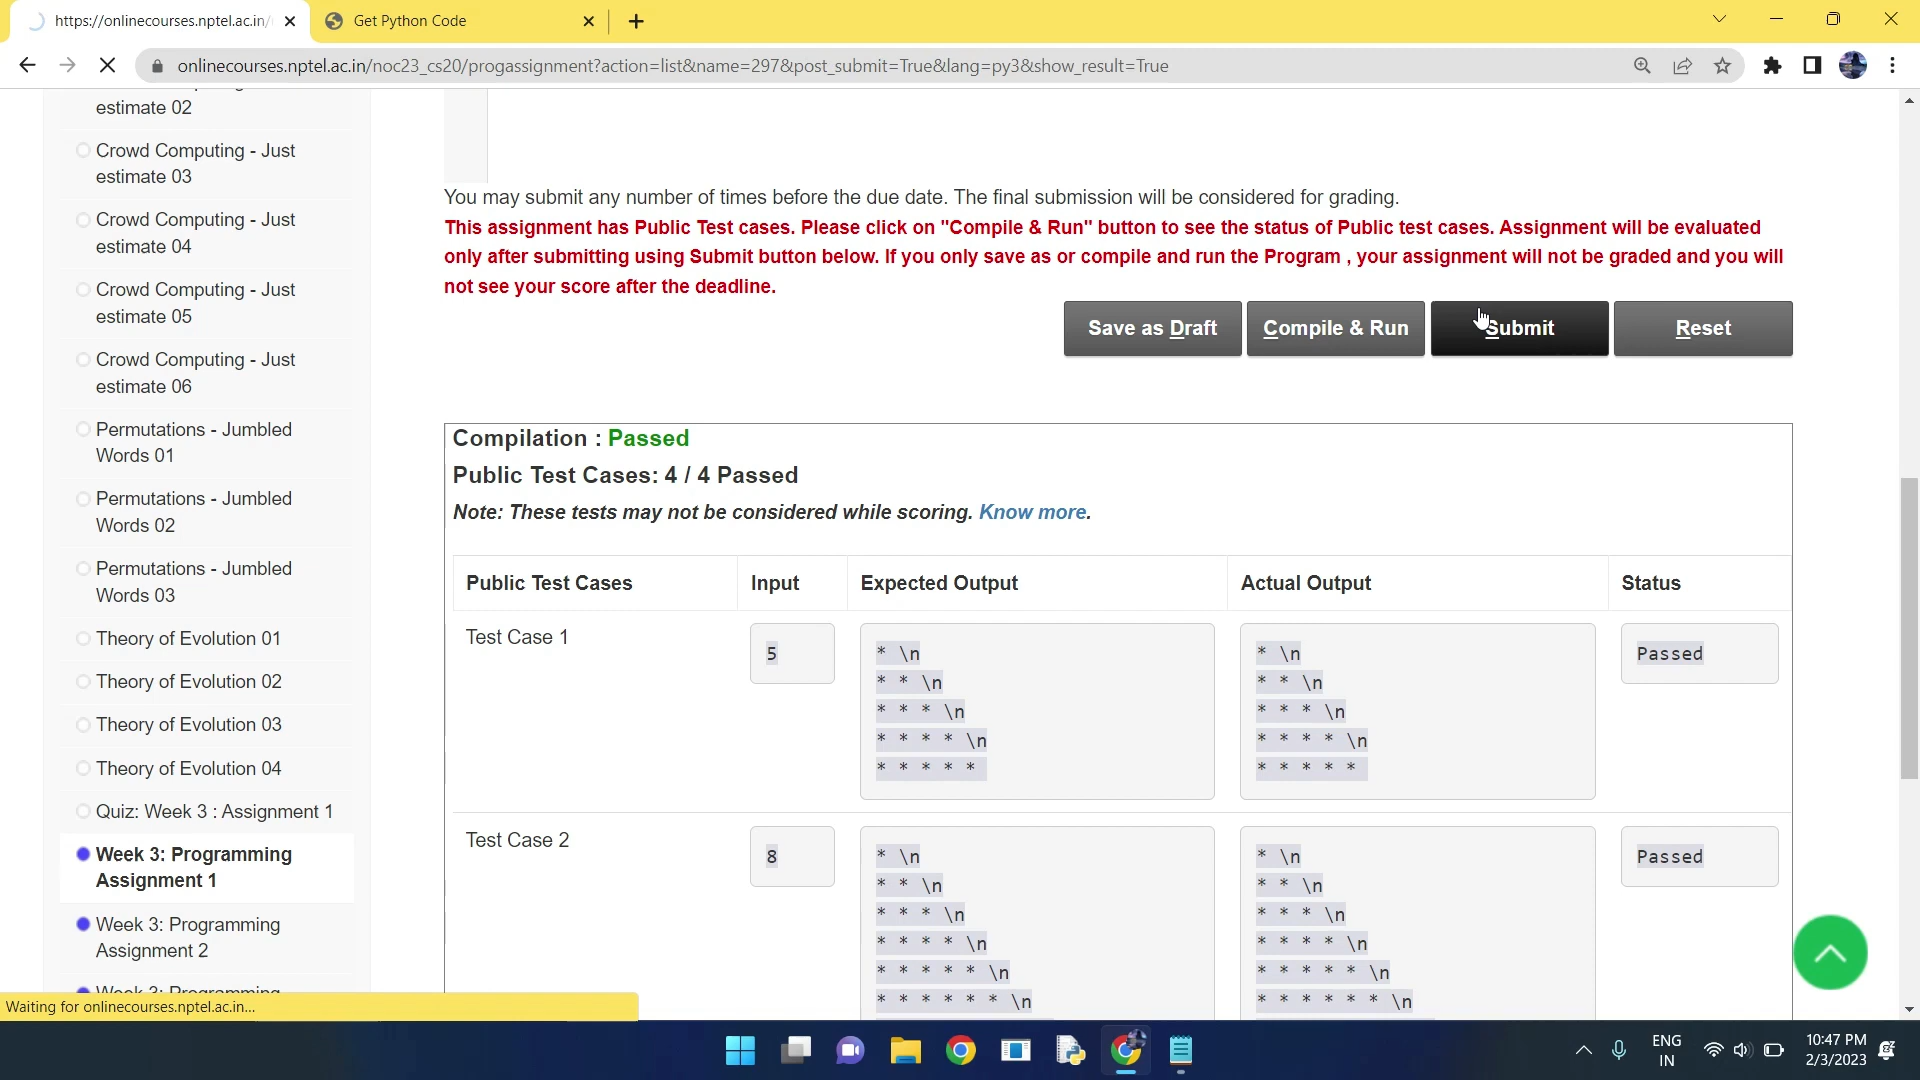 https://onlinecourses.nptel.ac.in/
Get Python Code
onlinecourses.nptel.ac.in/noc23_cs20/progassignment?action=list&name=297&post_submit=True&lang=py3&show_result=True
estimate 02
Crowd Computing - Just
estimate 03
Crowd Computing - Just
estimate 04
Crowd Computing - Just
estimate 05
Crowd Computing - Just
estimate 06
Permutations - Jumbled
Words 01
Permutations - Jumbled
Words 02
Permutations - Jumbled
Words 03
Theory of Evolution 01
Theory of Evolution 02
Theory of Evolution 03
Theory of Evolution 04
Quiz: Week 3 : Assignment 1
Week 3: Programming
Assignment 1
Week 3: Programming
Assignment 2
Week 3: Programming
You may submit any number of times before the due date. The final submission will be considered for grading.
This assignment has Public Test cases. Please click on "Compile & Run" button to see the status of Public test cases. Assignment will be evaluated
only after submitting using Submit button below. If you only save as or compile and run the Program , your assignment will not be graded and you will
not see your score after the deadline.
Save as Draft Compile & Run Submit Reset
Compilation : Passed
Public Test Cases: 4 / 4 Passed
Note: These tests may not be considered while scoring. Know more.
Public Test Cases Input Expected Output Actual Output Status
Test Case 1
5
* \n
* * \n
* * * \n
* * * * \n
* * * * *
* \n
* * \n
* * * \n
* * * * \n
* * * * *
Passed
Test Case 2
8
* \n
* * \n
* * * \n
* * * * \n
* * * * * \n
* * * * * * \n
* \n
* * \n
* * * \n
* * * * \n
* * * * * \n
* * * * * * \n
Passed
Waiting for onlinecourses.nptel.ac.in...
ENG
IN
10:47 PM
2/3/2023